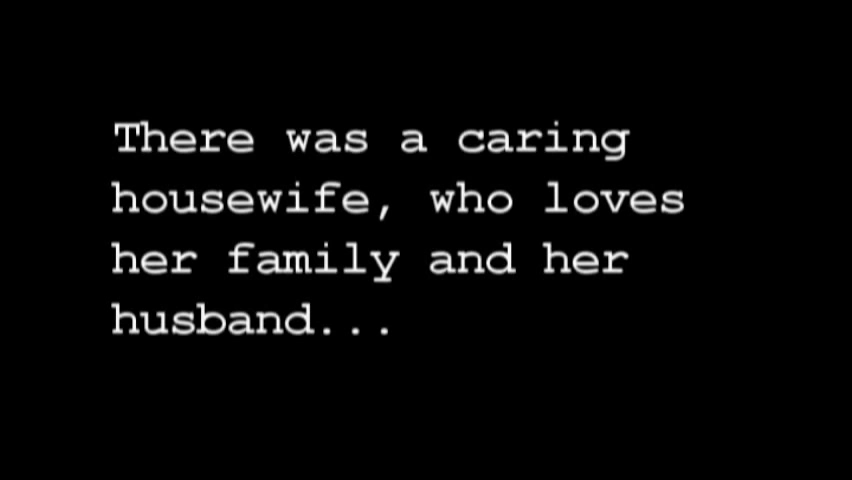 There was a caring
housewife, who loves
her family and her
husband...